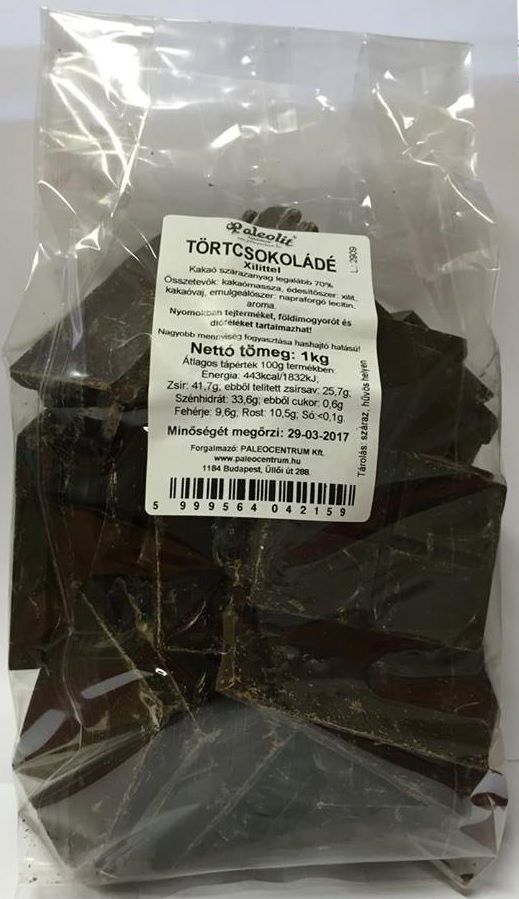 Paleolit
TÖRTCSOKOLÁDÉ
Xilittel
Kakaó szárazanyag legalább 70%
Összetevők: kakaómassza, édesítőszer: xilit,
kakaóvaj, emulgeálószer: napraforgó lecitin,
aroma.
Nyomokban tejterméket, földimogyorót és
dióféléket tartalmazhat!
Nagyobb mennyiség fogyasztása hashajtó hatású!
Nettó tömeg: 1kg
Átlagos tápérték 100g termékben:
Energia: 443kcal/1832kJ;
Zsír: 41,7g, ebből telített zsírsav: 25,7g,
Szénhidrát: 33,6g; ebből cukor: 0,6g
Fehérje: 9,6g, Rost: 10,5g; Só:<0,1g
Minőségét megőrzi: 29-03-2017
Forgalmazó: PALEOCENTRUM Kft.
www.paleocentrum.hu
1184 Budapest, Üllői út 288.
5 999564 042159
L: 2909
Tárolás: száraz, hűvös helyen